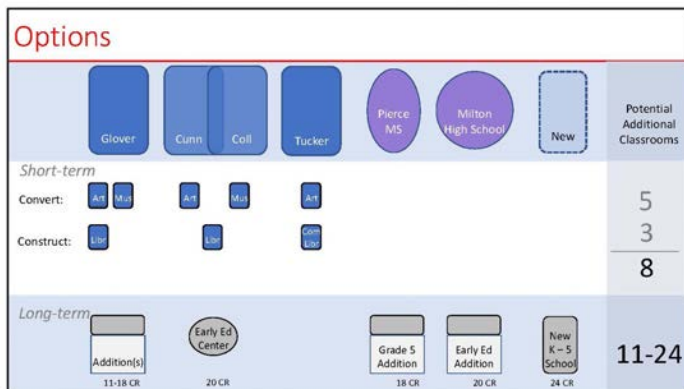 Options
Glover
Cunn
Coll
Tucker
Pierce
MS
Milton
High School
New
Potential
Additional
Classrooms
Short-term
Convert:
Art
Mus
Art
Mus
Art
5
Construct:
Libr
Libr
Com
Libr
3
8
Long-term
Addition(s)
11-18 CR
Early Ed
Center
20 CR
Grade 5
Addition
18 CR
Early Ed
Addition
20 CR
New
K – 5
School
24 CR
11-24